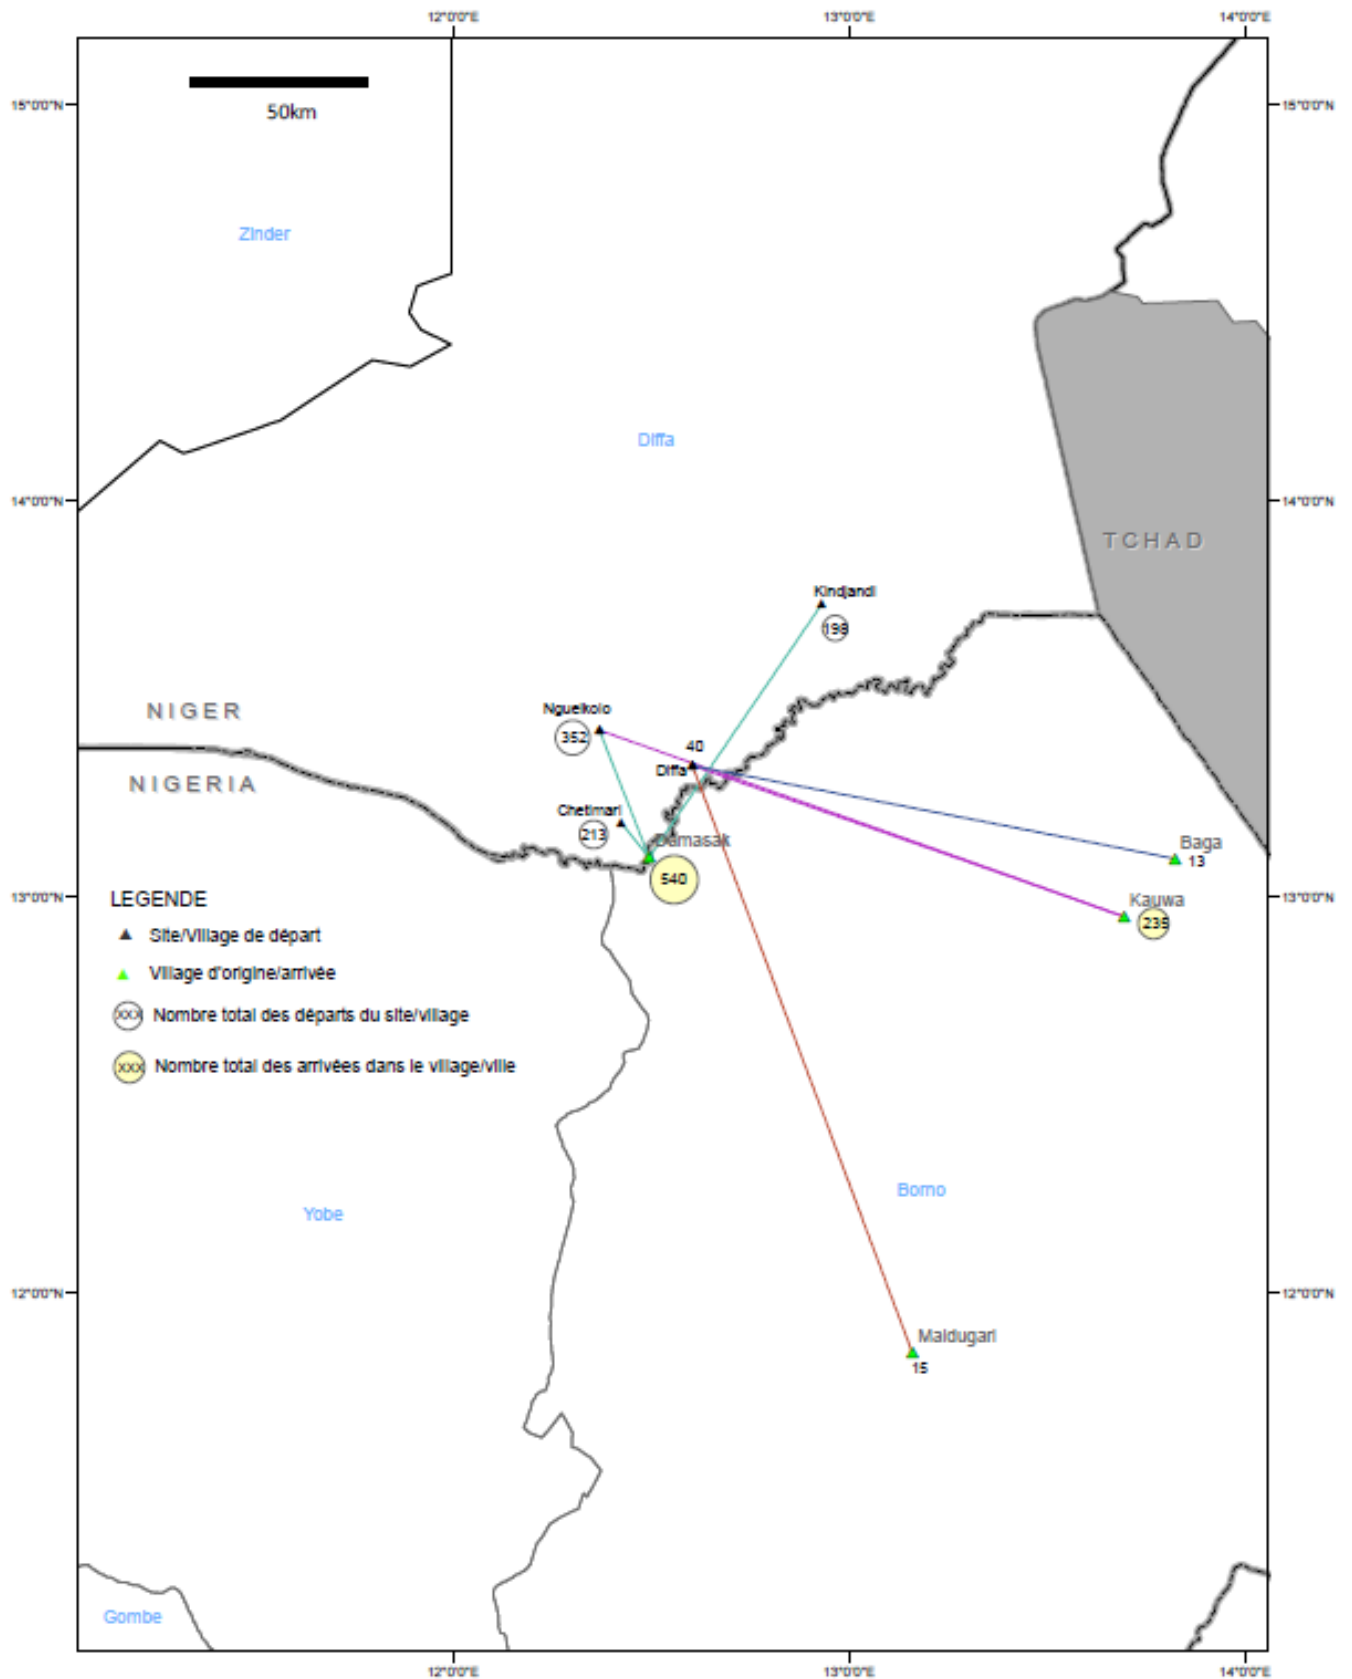 12°0'0"E 13°0'0"E 14°0'0"E
15°0'0"N 15°0'0"N
50km
Zinder
Diffa
14°0'0"N 14°0'0"N
TCHAD
Kindjandi
198
Nguelkolo
NIGER
352
40
Diffa
NIGERIA
Chetimari
213
Damasak
Baga
13
540
13°0'0"N 13°0'0"N
LEGENDE
Kauwa
235
Site/Village de départ
Village d'origine/arrivée
xxx Nombre total des départs du site/village
xxx Nombre total des arrivées dans le village/ville
Borno
Yobe
12°0'0"N 12°0'0"N
Maidugari
15
Gombe
12°0'0"E 13°0'0"E 14°0'0"E